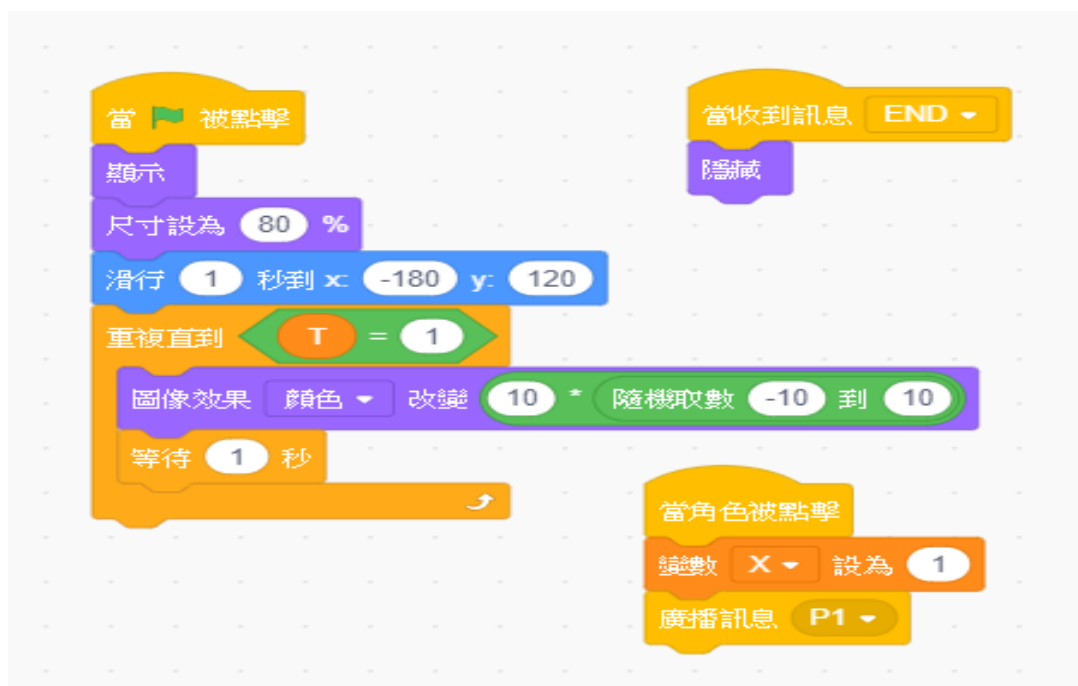 當 被點擊
顯示
尺寸設為 80 %
滑行 1 秒到 x: -180 y: 120
重複直到 T = 1
圖像效果 顏色 改變 10 * 隨機取數 -10 到 10
等待 1 秒
當收到訊息 END
隱藏
當角色被點擊
變數 X 設為 1
廣播訊息 P1